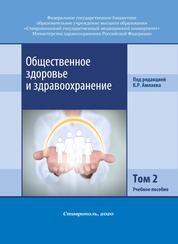 Федеральное государственное бюджетное
образовательное учреждение высшего образования
«Ставропольский государственный медицинский университет»
Министерства здравоохранения Российской Федерации
Общественное
здоровье
и здравоохранение
Под редакцией
К.Р. Амлаева
Том 2
Учебное пособие
Ставрополь, 2020